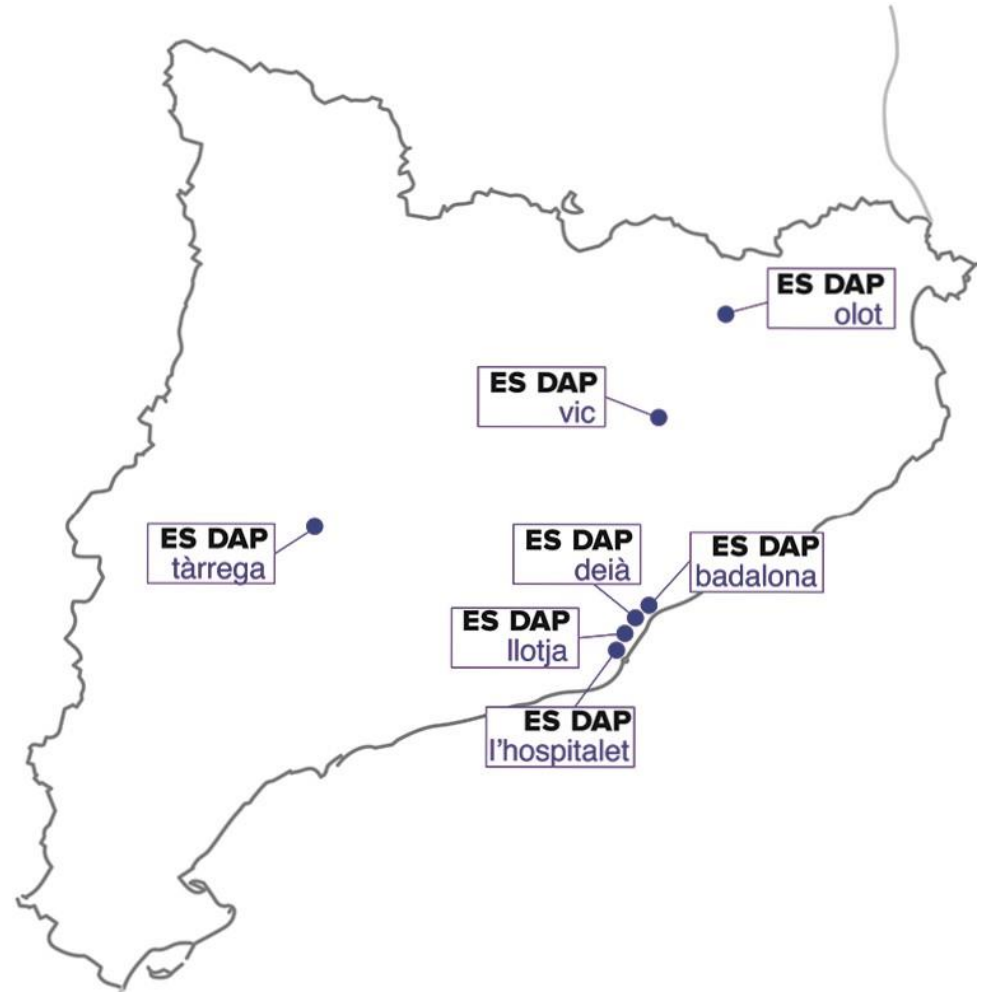 ES DAP
olot
ES DAP
vic
ES DAP
tàrrega
ES DAP
deià
ES DAP
badalona
ES DAP
llotja
ES DAP
l'hospitalet